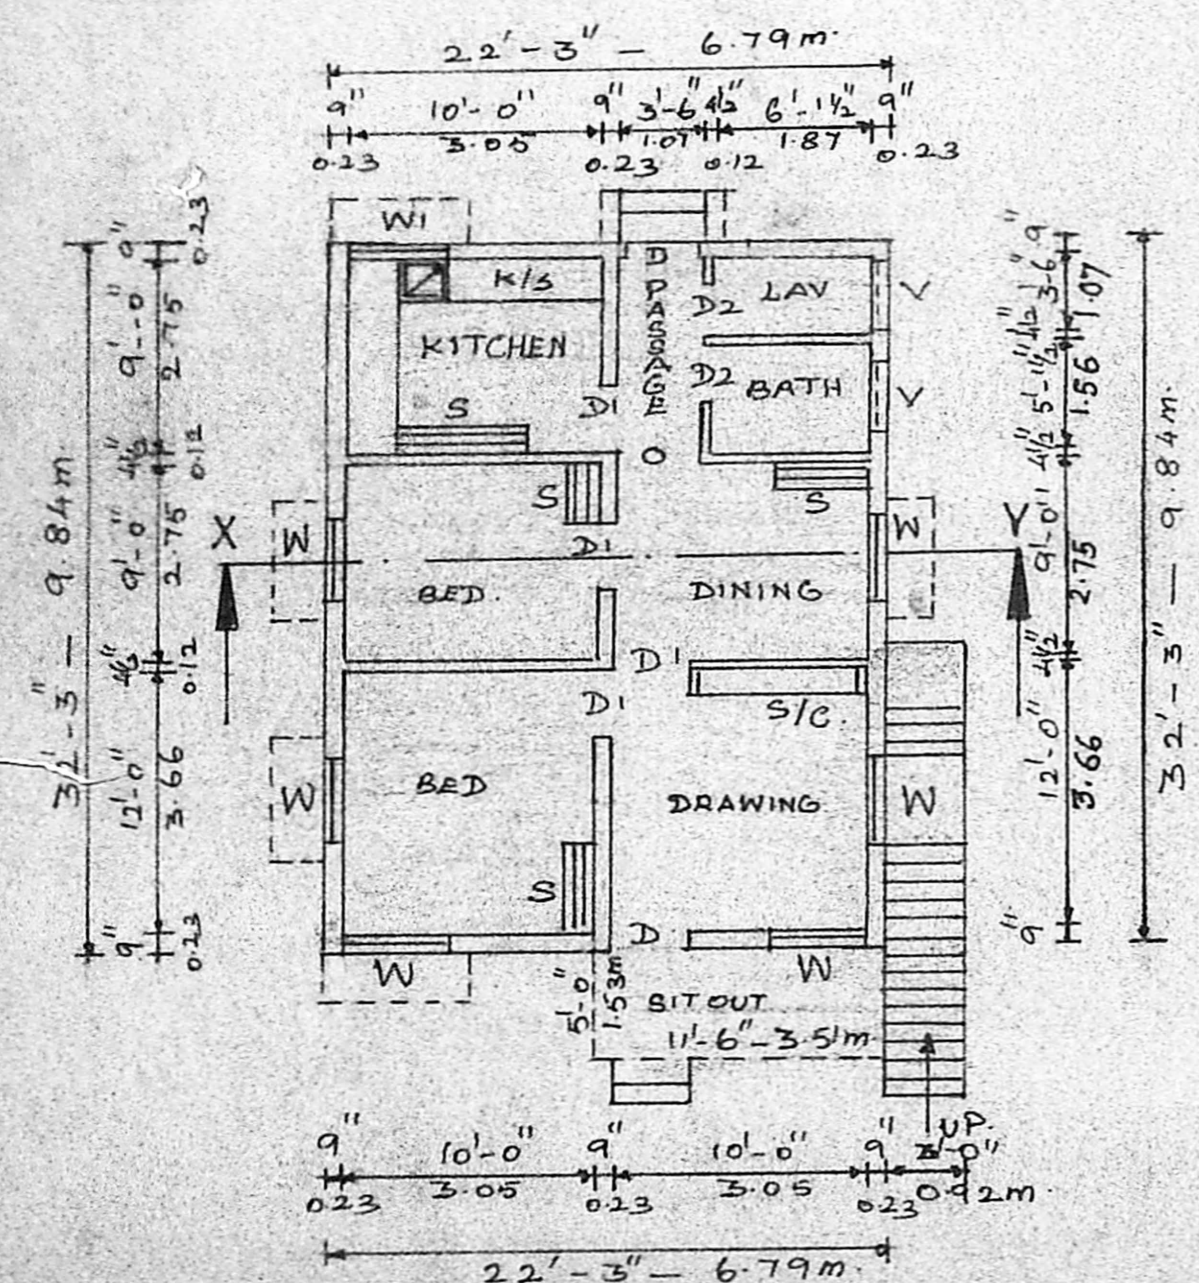 22'-3" — 6.79m.
9" 10'-0" 9" 3'-6" 4½" 6'-1½" 9"
0.23 3.05 0.23 1.07 0.12 1.87 0.23
W1
K/S
KITCHEN
S
D1
PASSAGE
D2
LAV
V
D2
BATH
V
O
S
S
X
W
W
Y
D1
BED.
DINING
D1
D1
S/C.
W
BED
DRAWING
W
S
D
W
W
5'-0"
1.53m
SIT OUT
11'-6"-3.51m
UP.
32'-3" — 9.84m
9'-0" 4½" 9'-0" 12'-0" 9"
0.23 2.75 0.12 2.75 0.12 3.66 0.23
9" 3'-6" 4½" 5'-1½" 4½" 9'-0" 4½" 12'-0" 9"
1.07 1.56 2.75 3.66
32'-3" — 9.84m.
9" 10'-0" 9" 10'-0" 9"
0.23 3.05 0.23 3.05 0.23 0.92m.
22'-3" — 6.79m.